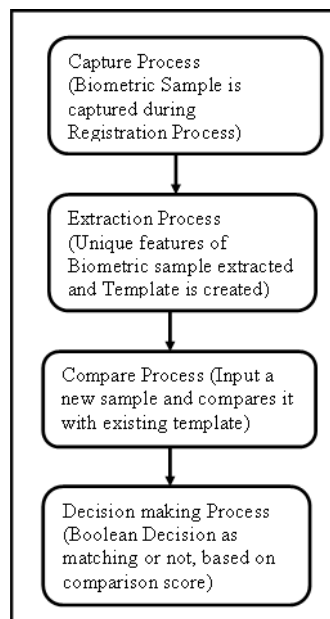 Capture Process
(Biometric Sample is
captured during
Registration Process)
Extraction Process
(Unique features of
Biometric sample extracted
and Template is created)
Compare Process (Input a
new sample and compares it
with existing template)
Decision making Process
(Boolean Decision as
matching or not, based on
comparison score)